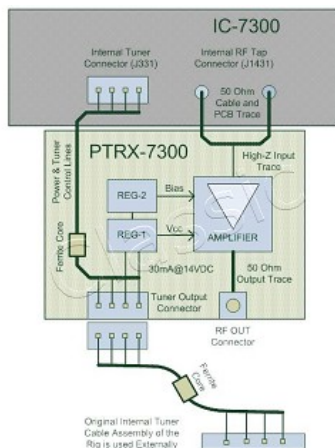 IC-7300
Internal Tuner
Connector (J331)
Internal RF Tap
Connector (J1431)
50 Ohm
Cable and
PCB Trace
Power & Tuner
Control Lines
PTRX-7300
High-Z Input
Trace
REG-2
Bias
REG-1
Vcc
AMPLIFIER
Ferrite Core
30mA@14VDC
50 Ohm
Output Trace
Tuner Output
Connector
RF OUT
Connector
Ferrite
Core
Original Internal Tuner
Cable Assembly of the
Rig is used Externally
Classic